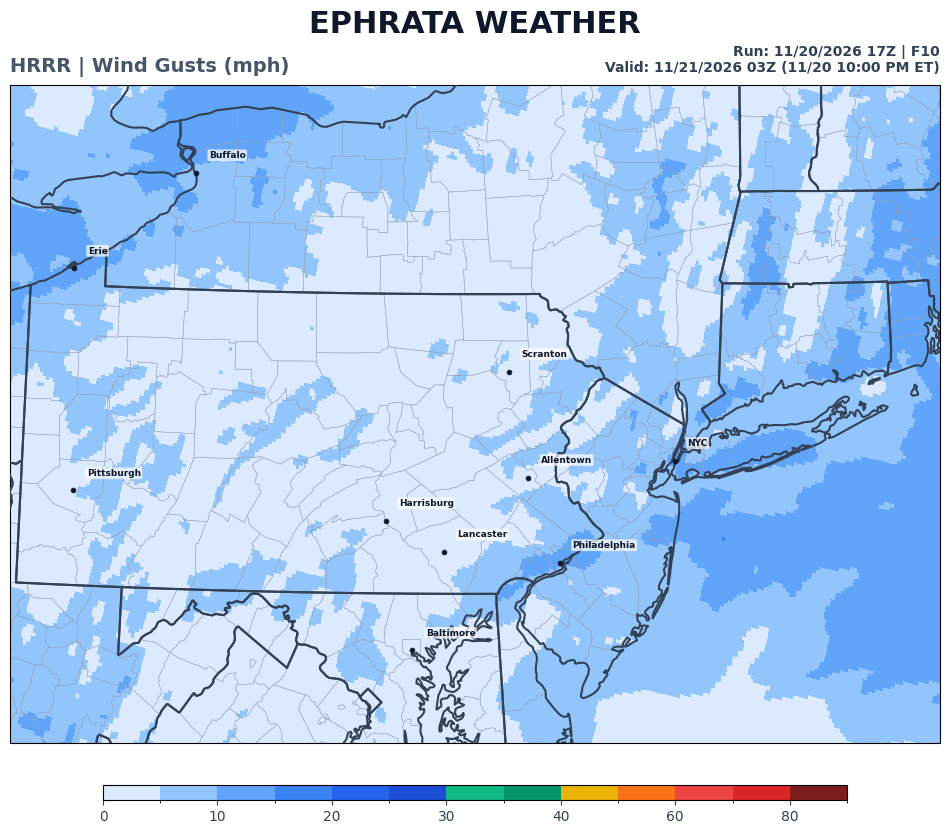 EPHRATA WEATHER
HRRR | Wind Gusts (mph)
Run: 11/20/2026 17Z | F10
Valid: 11/21/2026 03Z (11/20 10:00 PM ET)
Buffalo
Erie
Scranton
NYC
Allentown
Pittsburgh
Harrisburg
Lancaster
Philadelphia
Baltimore
0 10 20 30 40 60 80